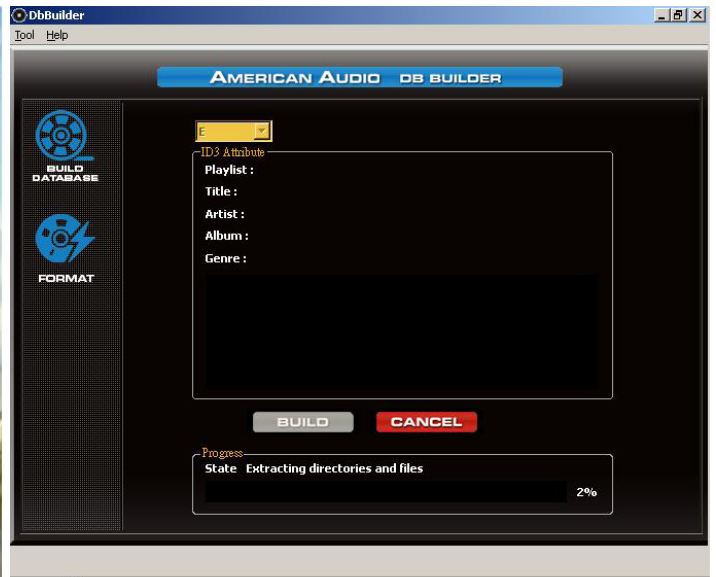 DbBuilder
Tool Help
AMERICAN AUDIO DB BUILDER
E
BUILD
DATABASE
ID3 Attribute
Playlist :
Title :
Artist :
Album :
Genre :
FORMAT
BUILD CANCEL
Progress
State Extracting directories and files
2%